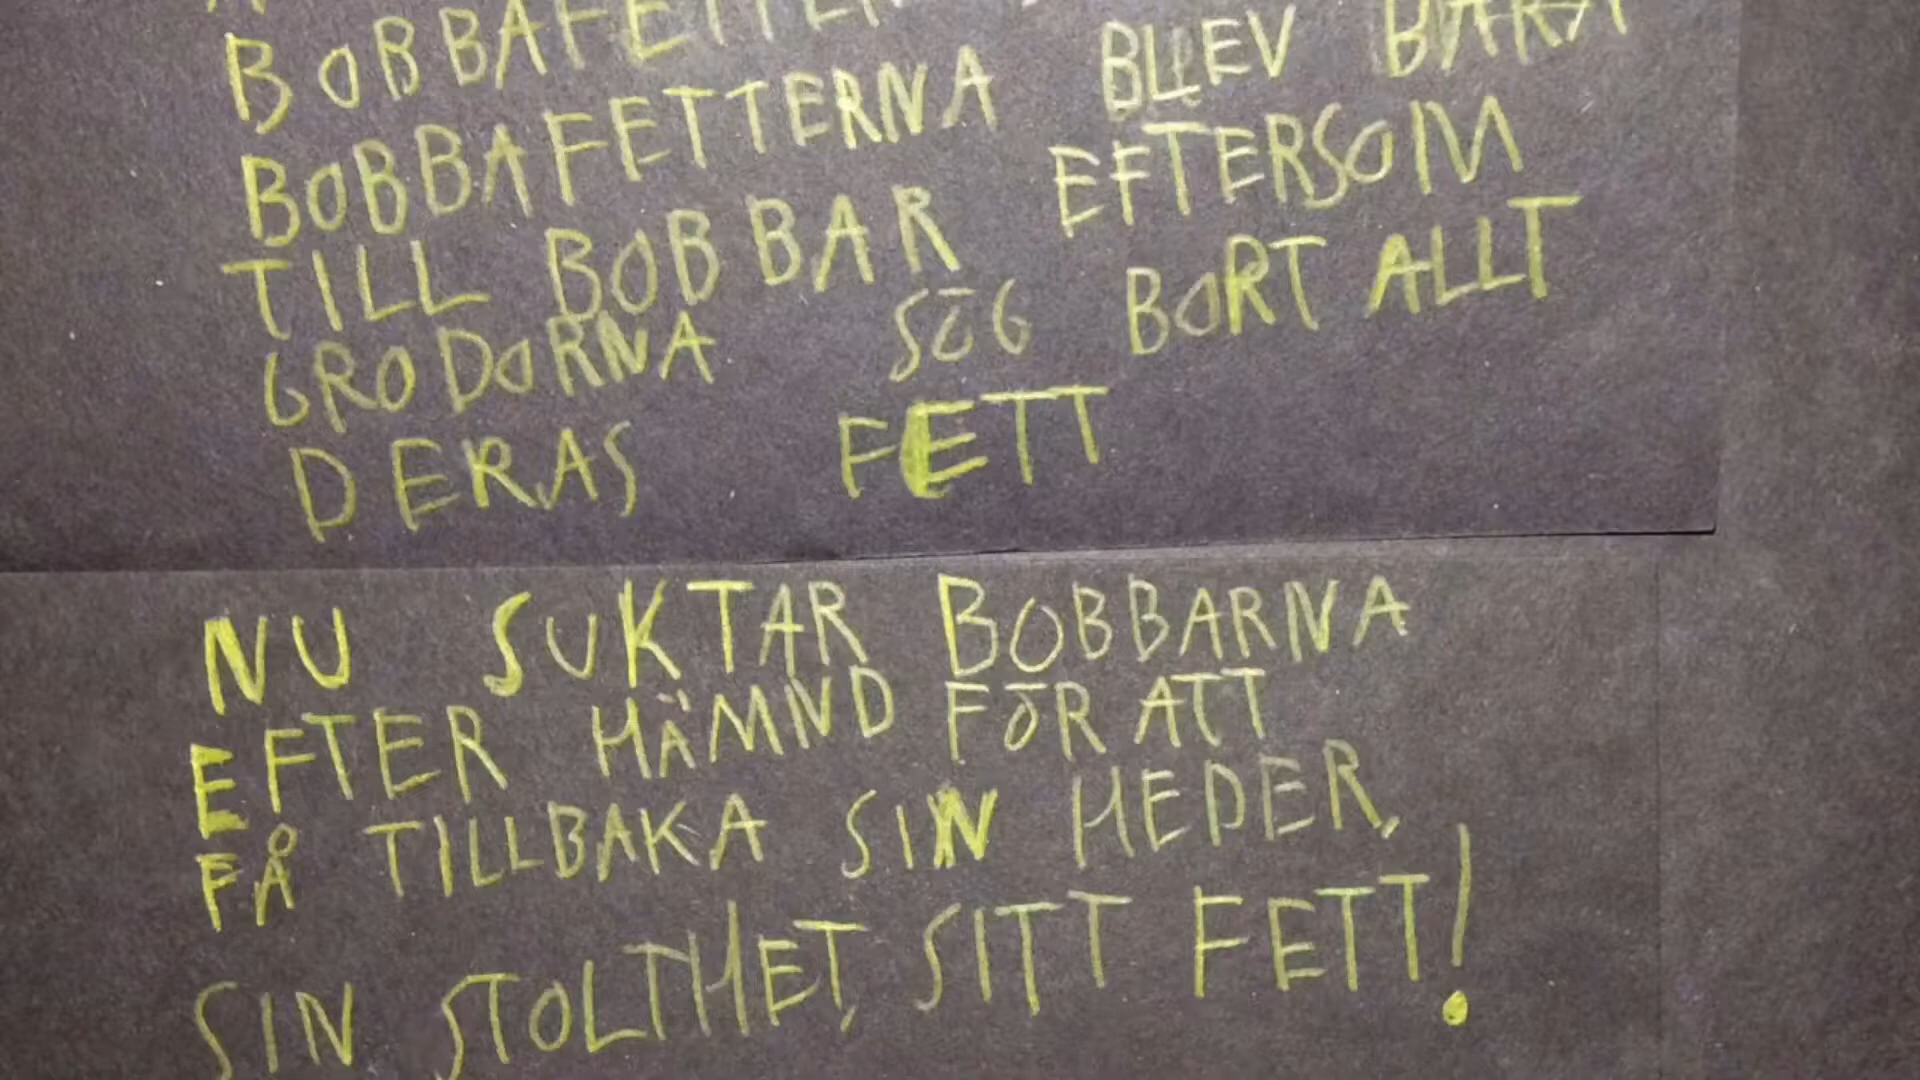 BOBBAFETTER
BOBBAFETTERNA BLEV BARA
TILL BOBBAR EFTERSOM
GRODORNA SÖG BORT ALLT
DERAS FETT
NU SUKTAR BOBBARNA
EFTER HÄMND FÖR ATT
FÅ TILLBAKA SIN HEDER,
SIN STOLTHET, SITT FETT!